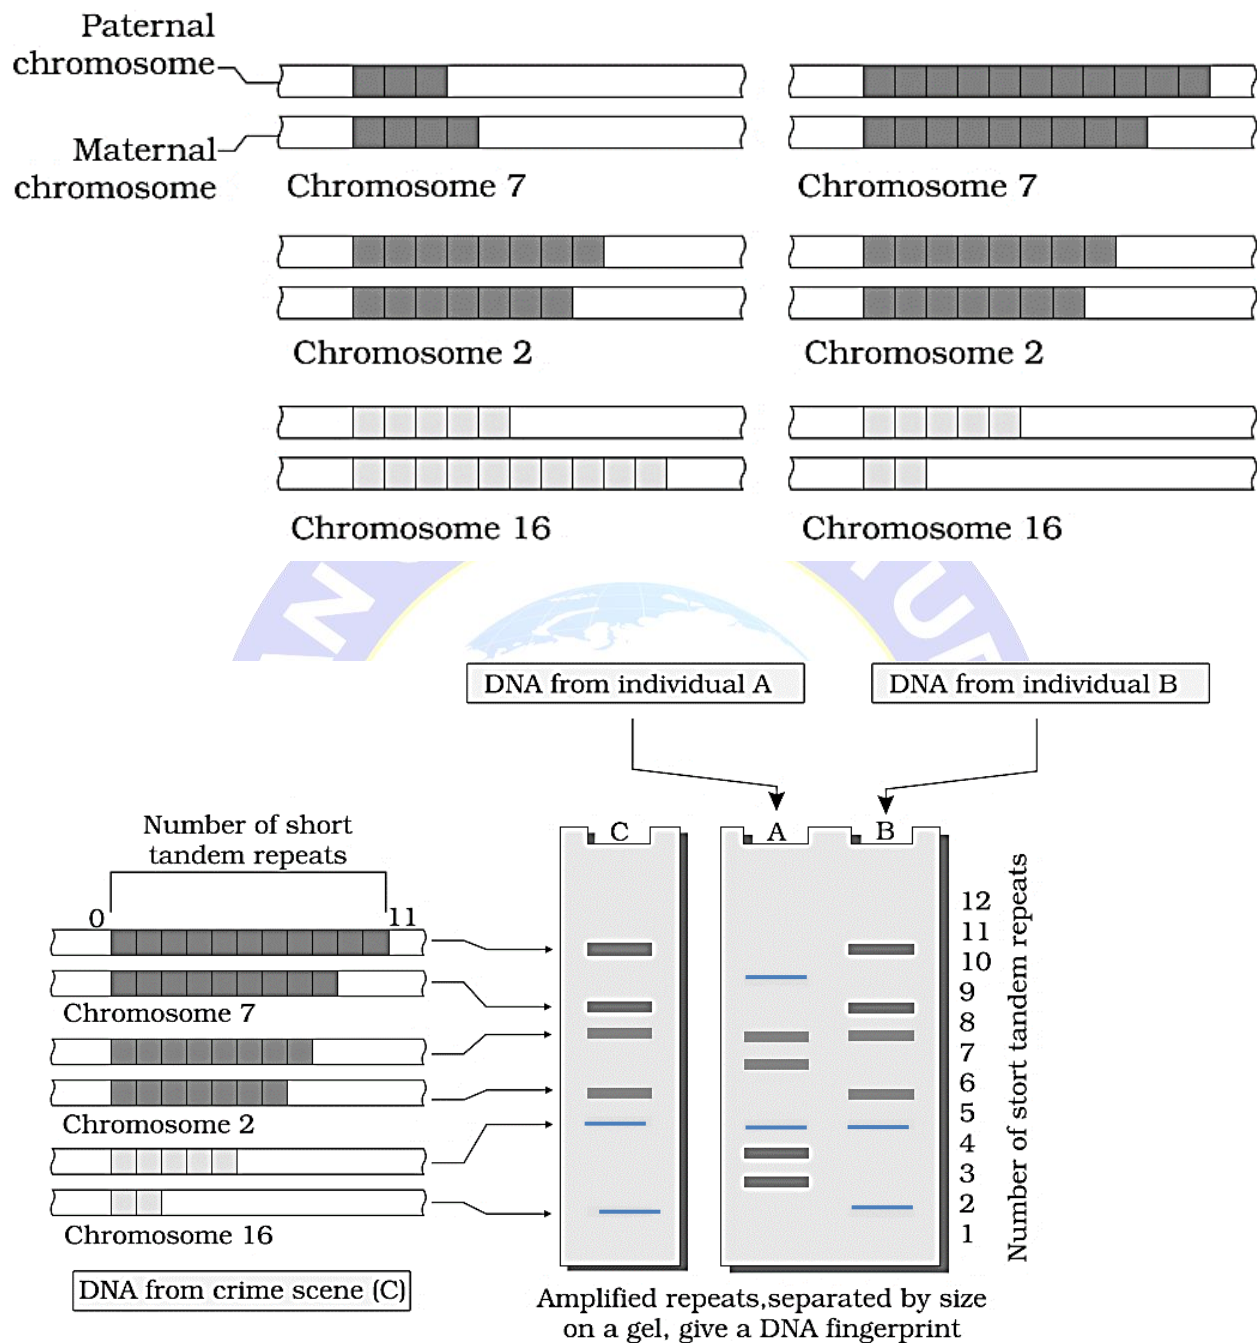 Paternal
chromosome
Maternal
chromosome
Chromosome 7
Chromosome 7
Chromosome 2
Chromosome 2
Chromosome 16
Chromosome 16
DNA from individual A
DNA from individual B
Number of short
tandem repeats
0
11
Chromosome 7
Chromosome 2
Chromosome 16
DNA from crime scene (C)
C
A
B
12
11
10
9
8
7
6
5
4
3
2
1
Number of stort tandem repeats
Amplified repeats,separated by size
on a gel, give a DNA fingerprint